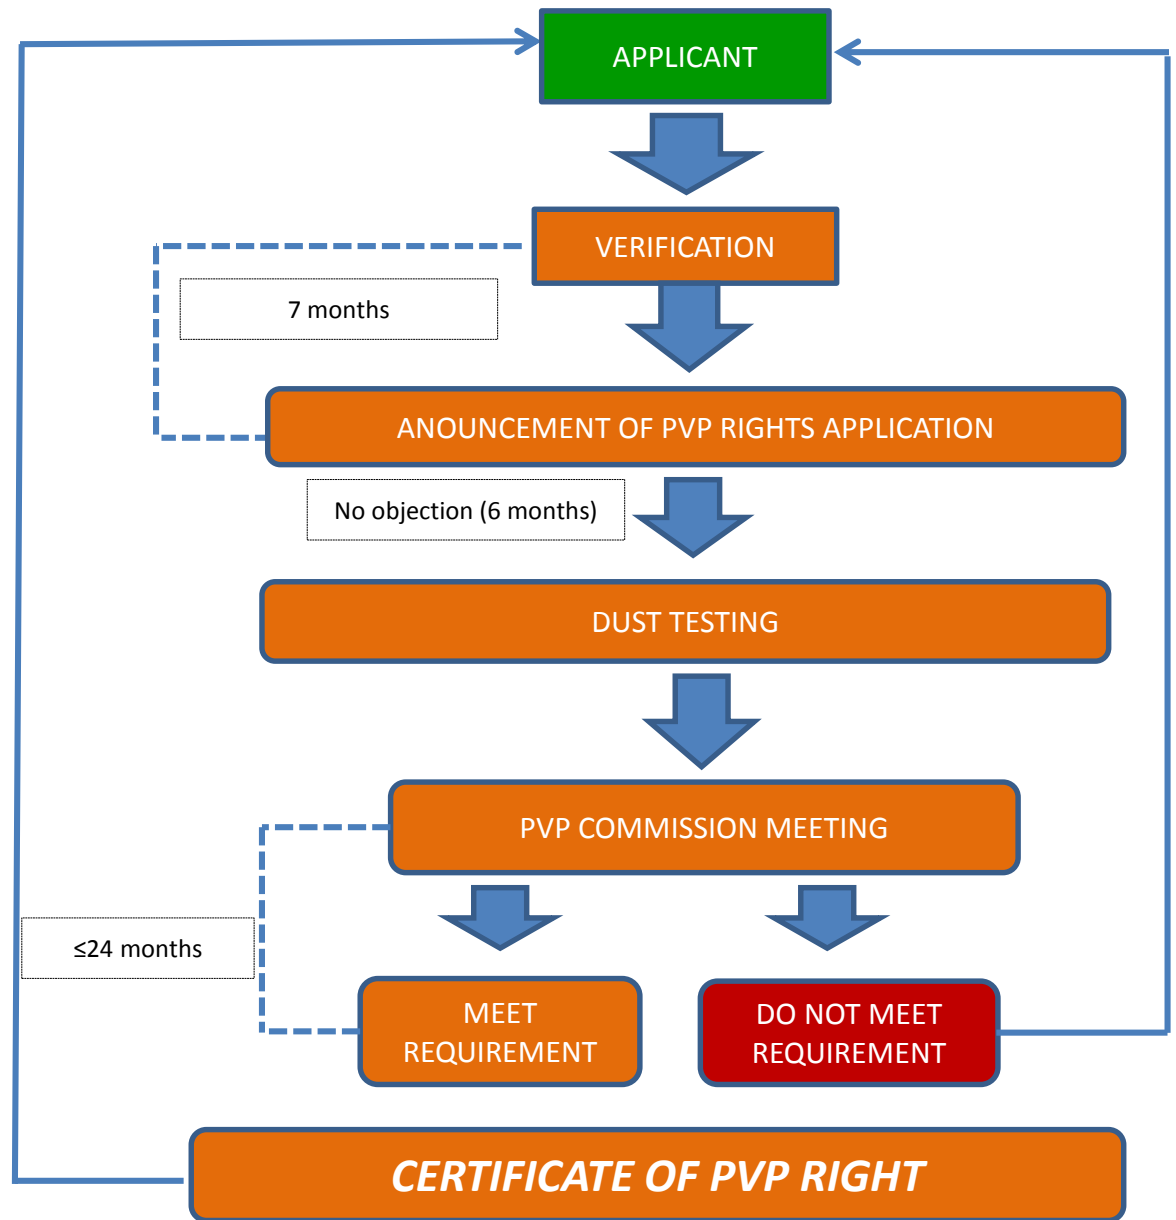 APPLICANT
VERIFICATION
7 months
ANOUNCEMENT OF PVP RIGHTS APPLICATION
No objection (6 months)
DUST TESTING
PVP COMMISSION MEETING
≤24 months
MEET
REQUIREMENT
DO NOT MEET
REQUIREMENT
CERTIFICATE OF PVP RIGHT